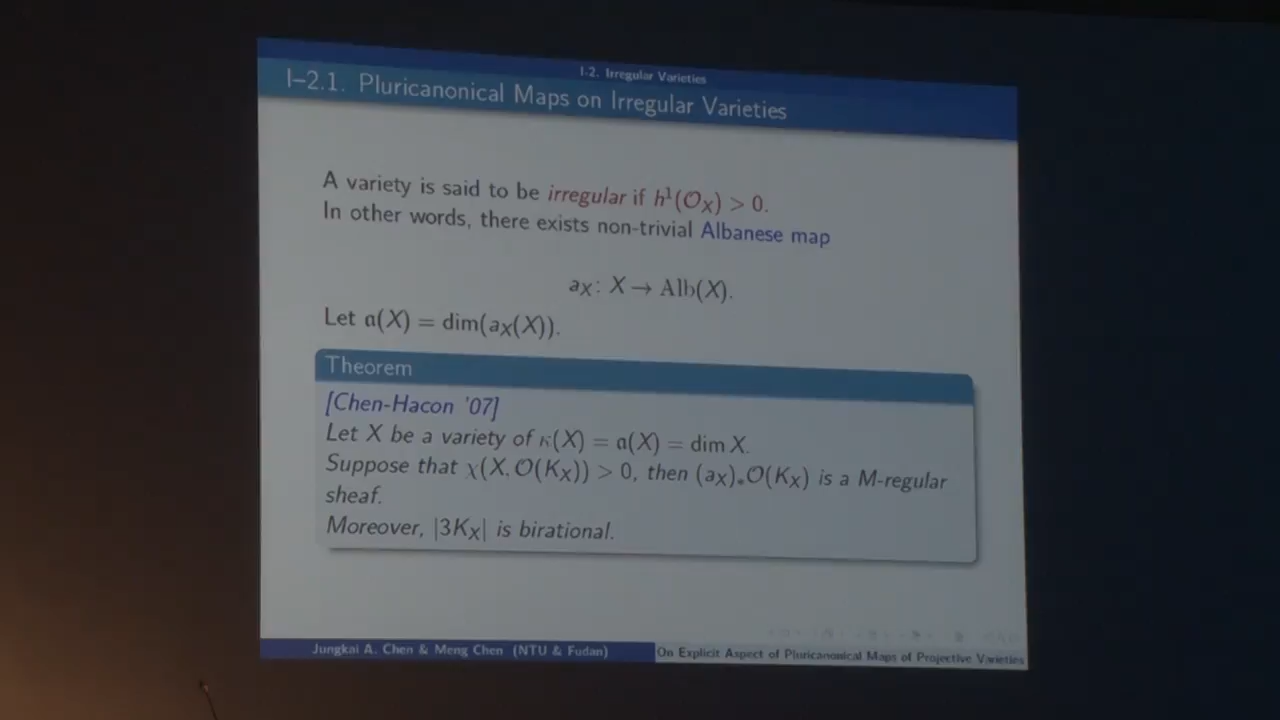 I-2. Irregular Varieties
I–2.1. Pluricanonical Maps on Irregular Varieties
A variety is said to be irregular if h¹(𝒪_X) > 0.
In other words, there exists non-trivial Albanese map
a_X : X → Alb(X).
Let 𝔞(X) = dim(a_X(X)).
Theorem
[Chen-Hacon '07]
Let X be a variety of κ(X) = 𝔞(X) = dim X.
Suppose that χ(X, 𝒪(K_X)) > 0, then (a_X)_*𝒪(K_X) is a M-regular
sheaf.
Moreover, |3K_X| is birational.
Jungkai A. Chen & Meng Chen (NTU & Fudan)
On Explicit Aspect of Pluricanonical Maps of Projective Varieties